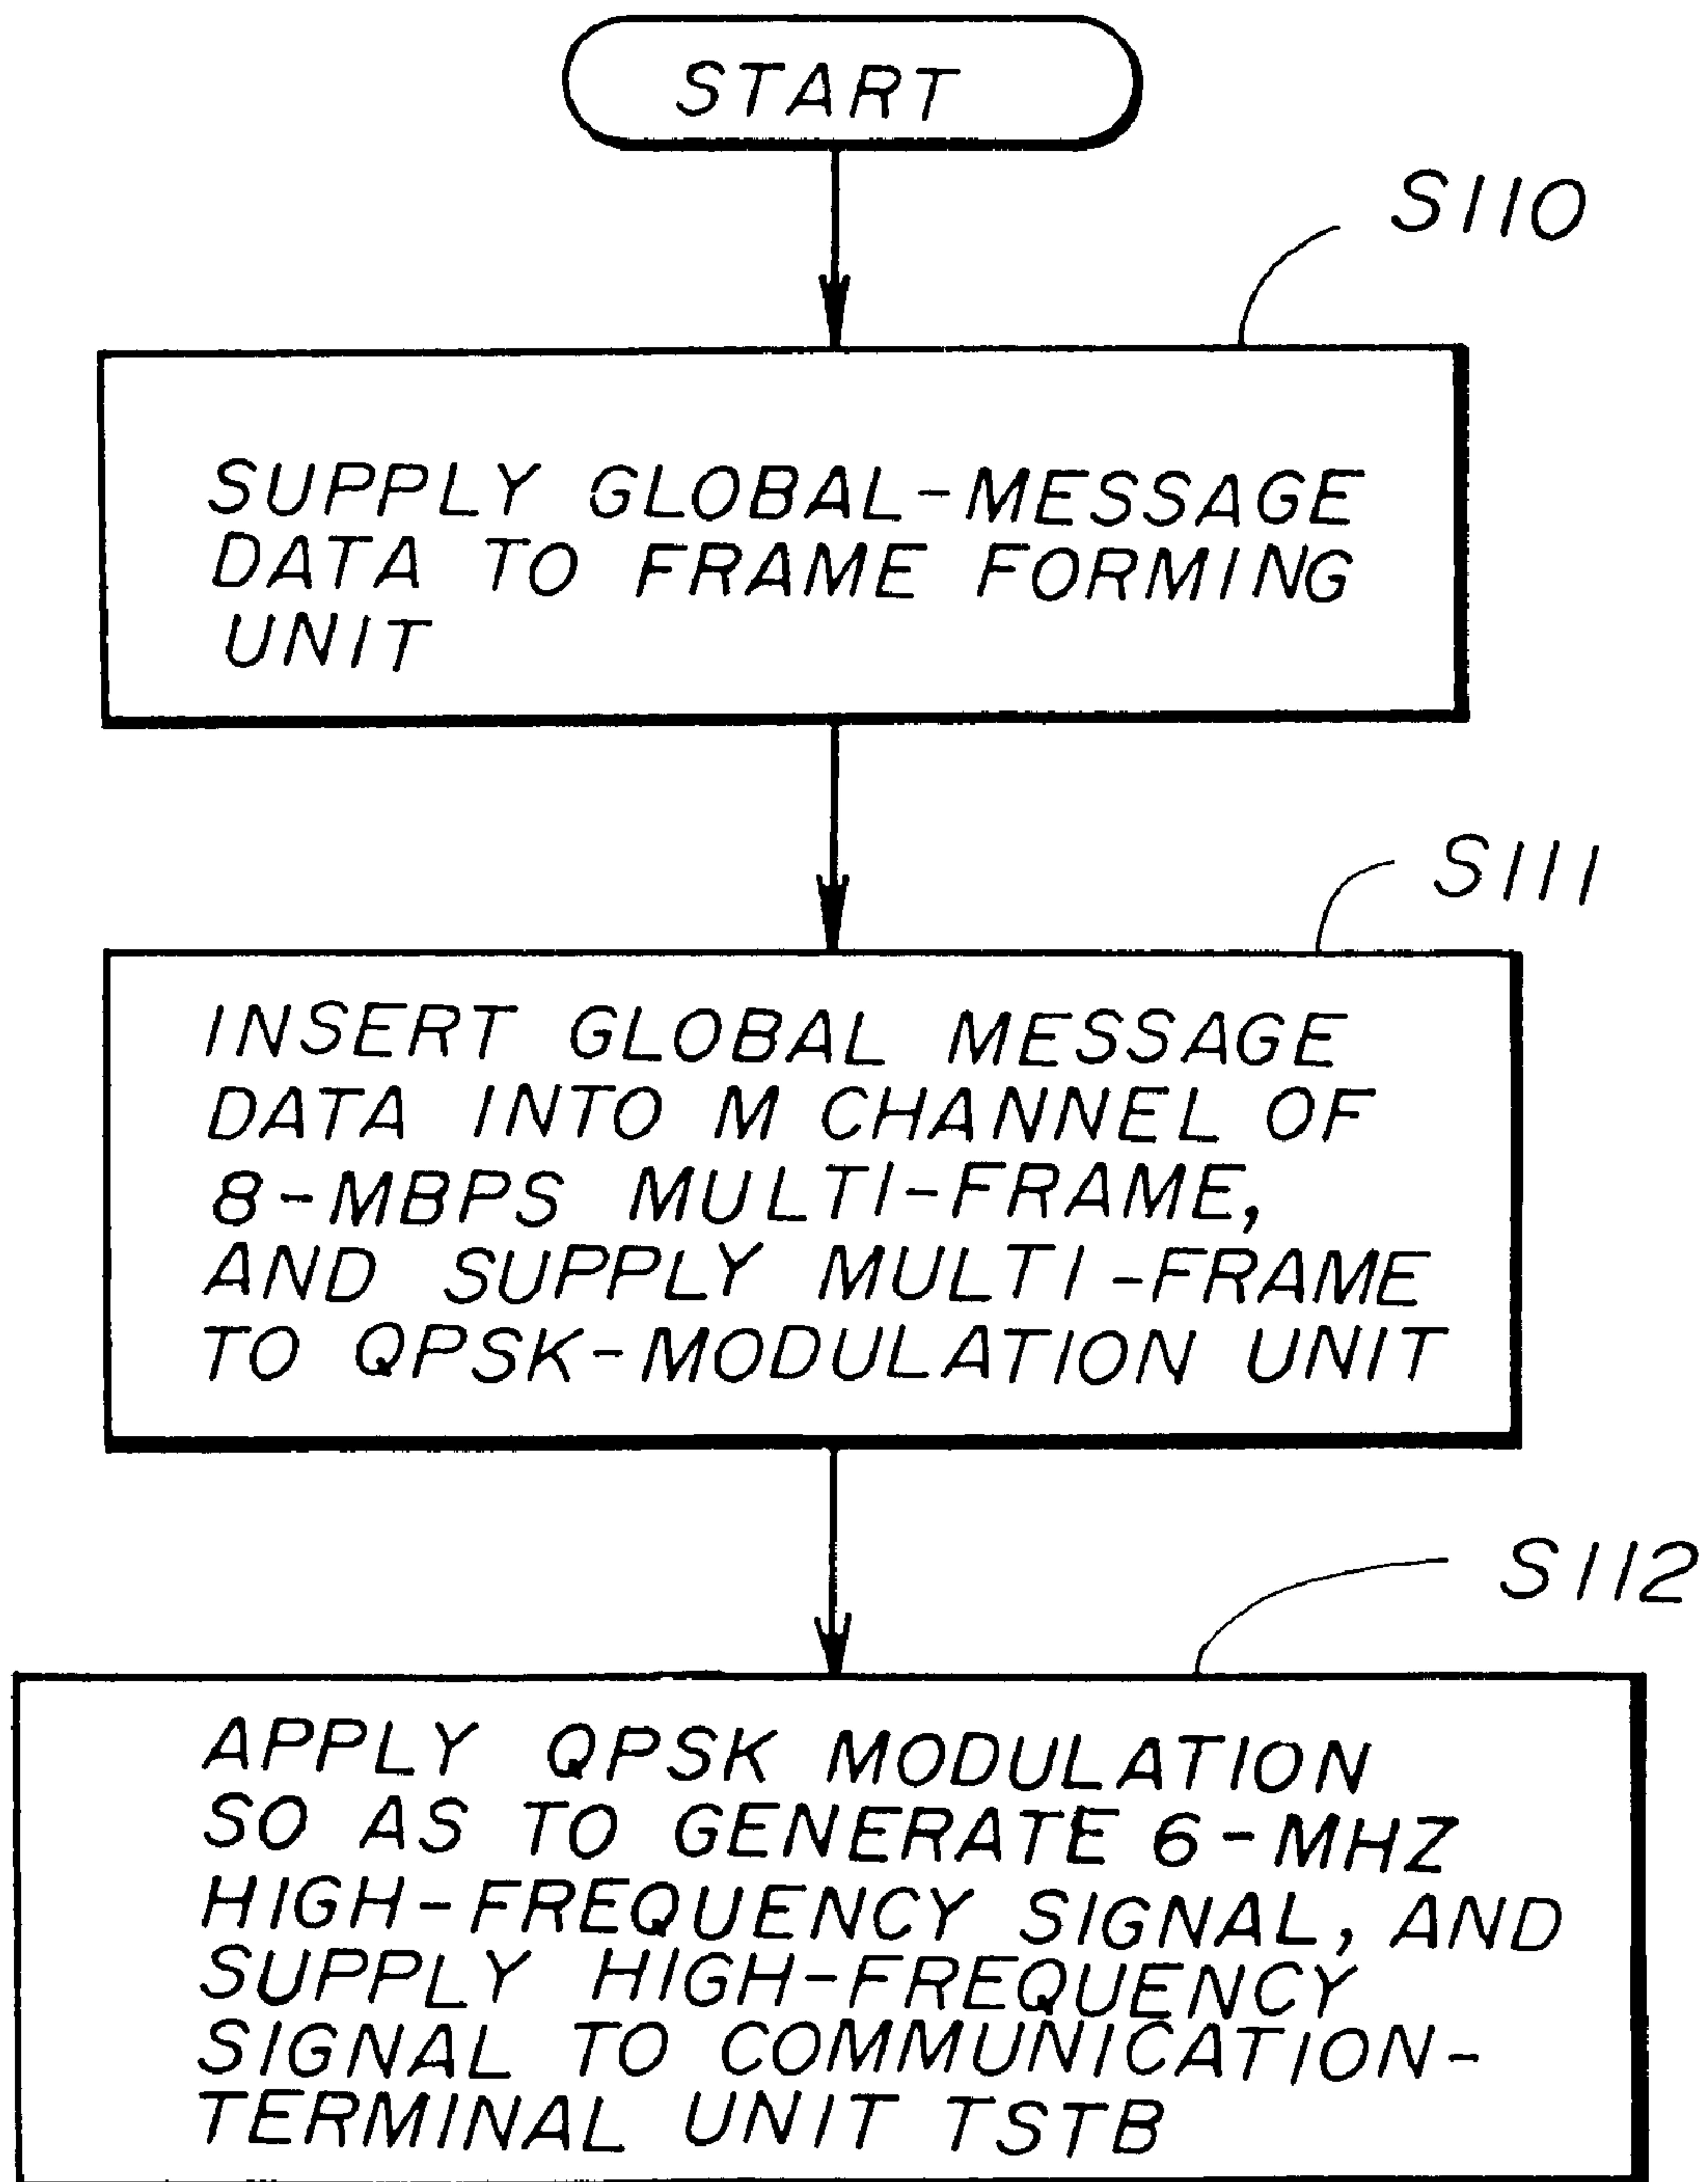 START
S110
SUPPLY GLOBAL-MESSAGE
DATA TO FRAME FORMING
UNIT
S111
INSERT GLOBAL MESSAGE
DATA INTO M CHANNEL OF
8-MBPS MULTI-FRAME,
AND SUPPLY MULTI-FRAME
TO QPSK-MODULATION UNIT
S112
APPLY QPSK MODULATION
SO AS TO GENERATE 6-MHZ
HIGH-FREQUENCY SIGNAL, AND
SUPPLY HIGH-FREQUENCY
SIGNAL TO COMMUNICATION-
TERMINAL UNIT TSTB